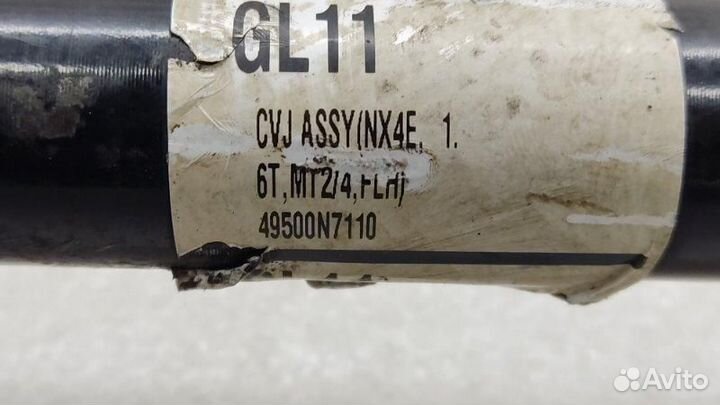 GL11
CVJ ASSY(NX4E, 1.
6T,MT2/4,FLH)
49500N7110
Avito